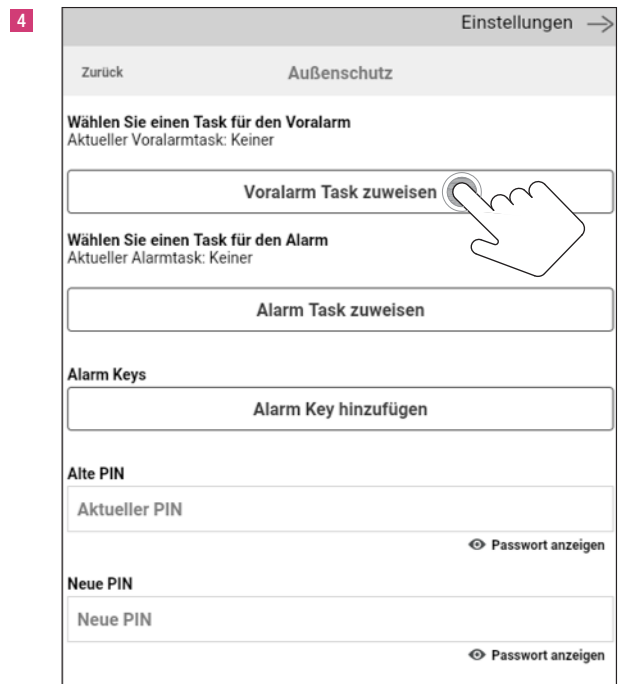 4
Einstellungen
Zurück
Außenschutz
Wählen Sie einen Task für den Voralarm
Aktueller Voralarmtask: Keiner
Voralarm Task zuweisen
Wählen Sie einen Task für den Alarm
Aktueller Alarmtask: Keiner
Alarm Task zuweisen
Alarm Keys
Alarm Key hinzufügen
Alte PIN
Aktueller PIN
Passwort anzeigen
Neue PIN
Neue PIN
Passwort anzeigen